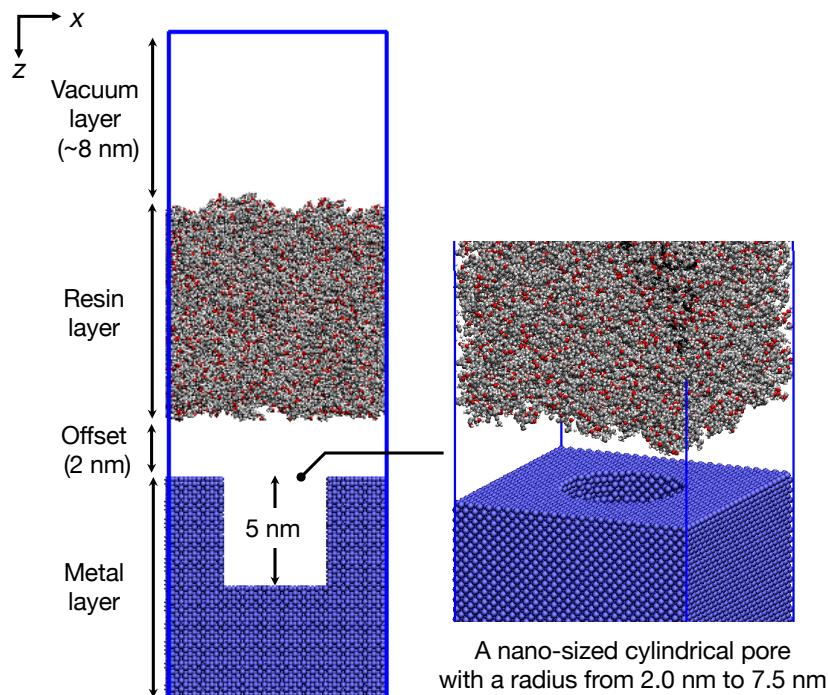 x
z
Vacuum
layer
(~8 nm)
Resin
layer
Offset
(2 nm)
5 nm
Metal
layer
A nano-sized cylindrical pore
with a radius from 2.0 nm to 7.5 nm